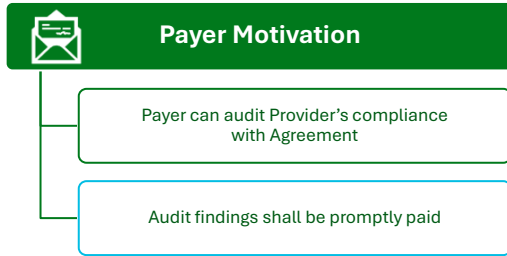 Payer Motivation
Payer can audit Provider’s compliance
with Agreement
Audit findings shall be promptly paid